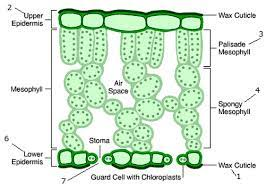 2
Upper
Epidermis
Wax Cuticle
3
Palisade
Mesophyll
Mesophyll
Air
Space
4
Spongy
Mesophyll
6
Lower
Epidermis
Stoma
7
Guard Cell with Chloroplasts
Wax Cuticle
1